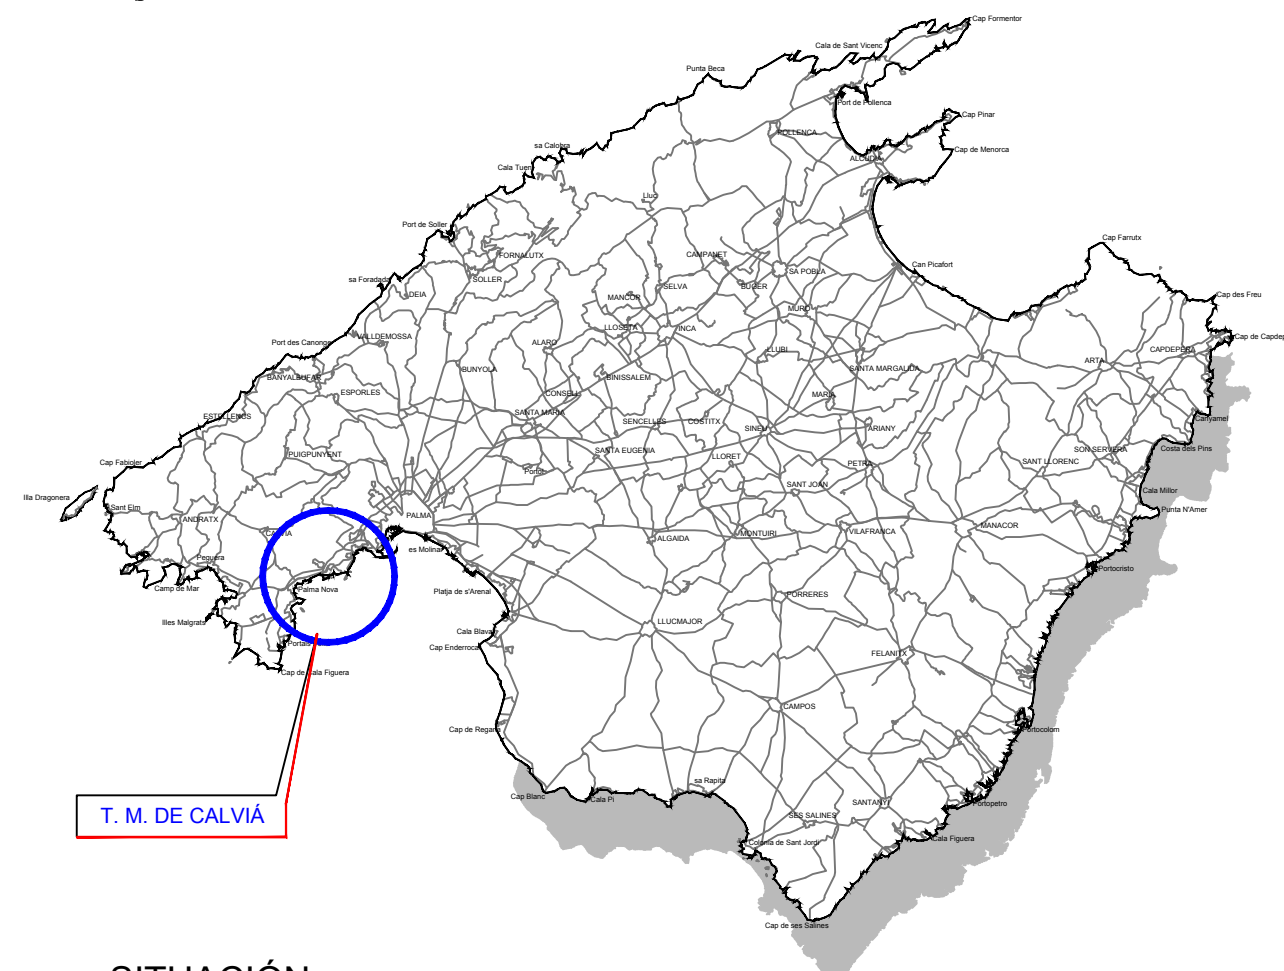 Cap Formentor
Cala de Sant Vicenc
Punta Beca
Port de Pollenca
Cap Pinar
POLLENCA
sa Calobra
Cap de Menorca
ALCUDIA
Cala Tuent
Lluc
Port de Soller
Cap Farrutx
FORNALUTX
CAMPANET
Can Picafort
SA POBLA
sa Foradada
SOLLER
SELVA
BUGER
DEIA
MANCOR
Cap des Freu
MURO
LLOSETA
INCA
VALLDEMOSSA
Cap de Capdep
Port des Canonge
ALARO
LLUBI
CAPDEPERA
ARTA
BUNYOLA
SANTA MARGALIDA
BANYALBUFAR
BINISSALEM
ESPORLES
CONSELL
MARIA
SANTA MARIA
ESTELLENCS
Canyamel
SENCELLES
COSTITX
SINEU
ARIANY
PUIGPUNYENT
SANTA EUGENIA
LLORET
SON SERVERA
Costa dels Pins
Cap Fabioler
PETRA
SANT LLORENC
Portol
SANT JOAN
Cala Millor
Illa Dragonera
Sant Elm
PALMA
Punta N'Amer
ANDRATX
MANACOR
CALVIA
ALGAIDA
MONTUIRI
VILAFRANCA
es Molinar
Peguera
Portocristo
Camp de Mar
Palma Nova
Platja de s'Arenal
PORRERES
Illes Malgrats
LLUCMAJOR
Cala Blava
Portals
Cap Enderrocat
FELANITX
Cap de Cala Figuera
CAMPOS
Cap de Regana
Portocolom
sa Rapita
Cap Blanc
Cala Pi
SANTANYI
Portopetro
T. M. DE CALVIÁ
SES SALINES
Colonia de Sant Jordi
Cala Figuera
Cap de ses Salines
SITUACIÓN